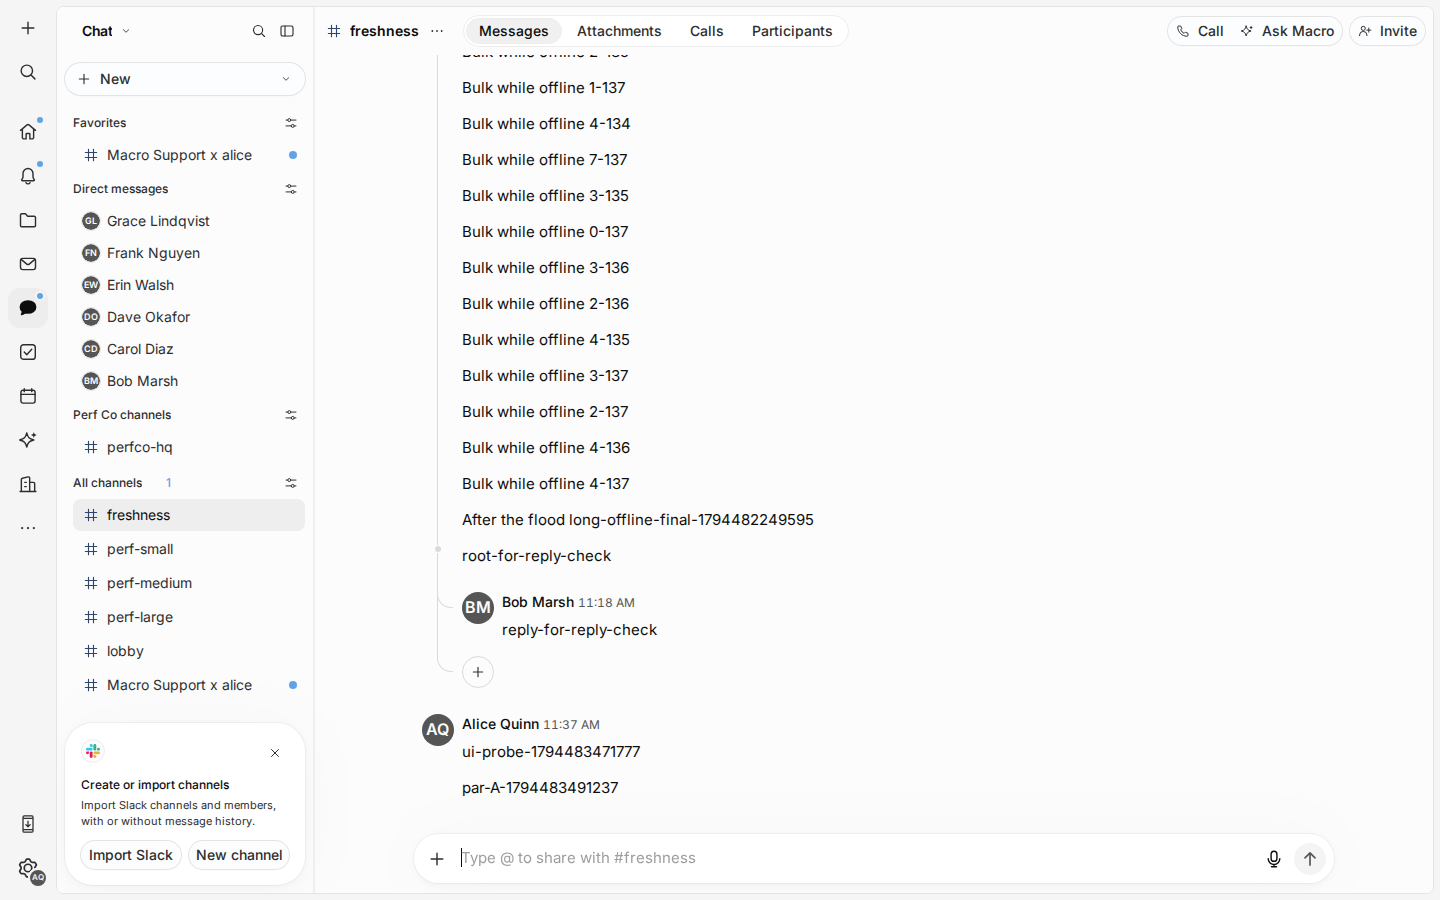 Chat
New
Favorites
Macro Support x alice
Direct messages
GL Grace Lindqvist
FN Frank Nguyen
EW Erin Walsh
DO Dave Okafor
CD Carol Diaz
BM Bob Marsh
Perf Co channels
perfco-hq
All channels 1
freshness
perf-small
perf-medium
perf-large
lobby
Macro Support x alice
Create or import channels
Import Slack channels and members,
with or without message history.
Import Slack New channel
AQ
# freshness ... Messages Attachments Calls Participants Call Ask Macro Invite
Bulk while offline 1-137
Bulk while offline 4-134
Bulk while offline 7-137
Bulk while offline 3-135
Bulk while offline 0-137
Bulk while offline 3-136
Bulk while offline 2-136
Bulk while offline 4-135
Bulk while offline 3-137
Bulk while offline 2-137
Bulk while offline 4-136
Bulk while offline 4-137
After the flood long-offline-final-1794482249595
root-for-reply-check
BM Bob Marsh 11:18 AM
reply-for-reply-check
AQ Alice Quinn 11:37 AM
ui-probe-1794483471777
par-A-1794483491237
Type @ to share with #freshness